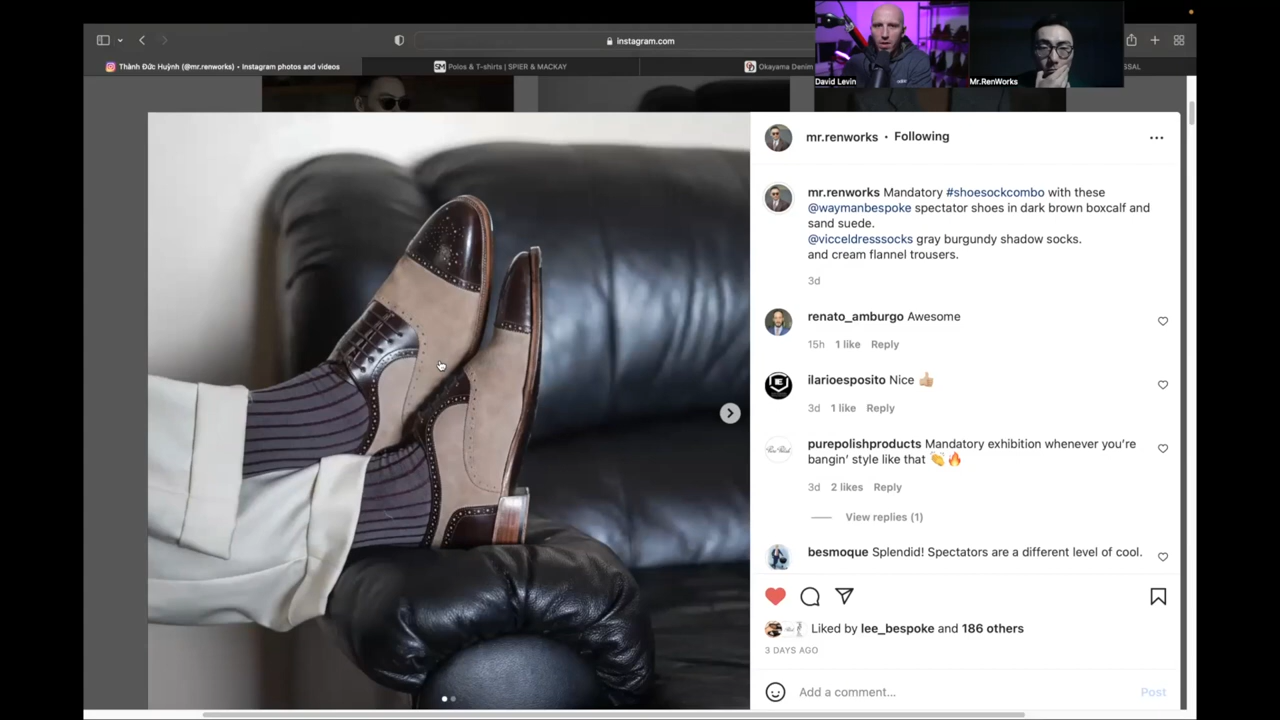 instagram.com
Thành Đức Huỳnh (@mr.renworks) • Instagram photos and videos
Polos & T-shirts | SPIER & MACKAY
Okayama Denim
David Levin
Mr.RenWorks
mr.renworks • Following
mr.renworks Mandatory #shoesockcombo with these
@waymanbespoke spectator shoes in dark brown boxcalf and
sand suede.
@vicceldresssocks gray burgundy shadow socks.
and cream flannel trousers.
3d
renato_amburgo Awesome
15h 1 like Reply
ilarioesposito Nice 👍🏼
3d 1 like Reply
purepolishproducts Mandatory exhibition whenever you're
bangin' style like that 👏🏼🔥
3d 2 likes Reply
View replies (1)
besmoque Splendid! Spectators are a different level of cool.
Liked by lee_bespoke and 186 others
3 DAYS AGO
Add a comment...
Post